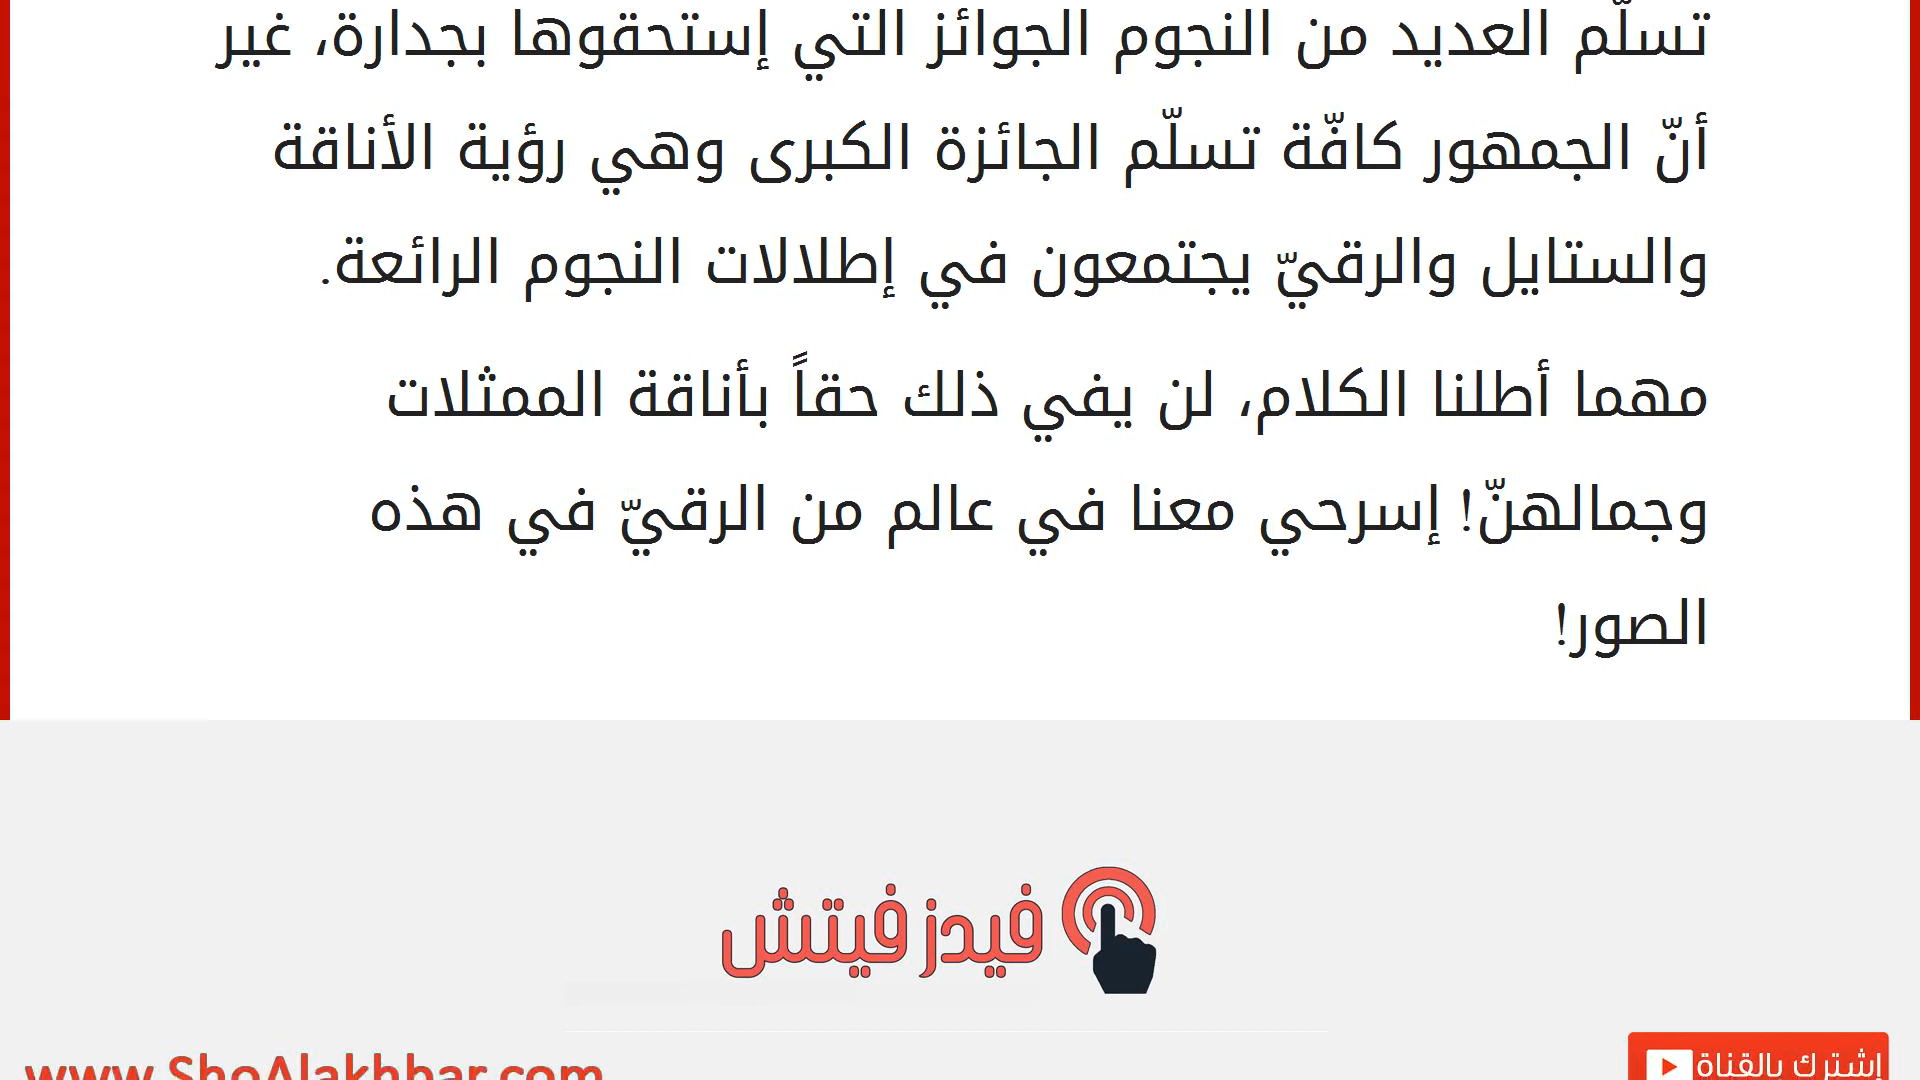 تسلّم العديد من النجوم الجوائز التي إستحقوها بجدارة، غير
أنّ الجمهور كافّة تسلّم الجائزة الكبرى وهي رؤية الأناقة
والستايل والرقيّ يجتمعون في إطلالات النجوم الرائعة.
مهما أطلنا الكلام، لن يفي ذلك حقاً بأناقة الممثلات
وجمالهنّ! إسرحي معنا في عالم من الرقيّ في هذه
الصور!
فيدز فيتش
www.ShoAlakhbar.com
إشترك بالقناة